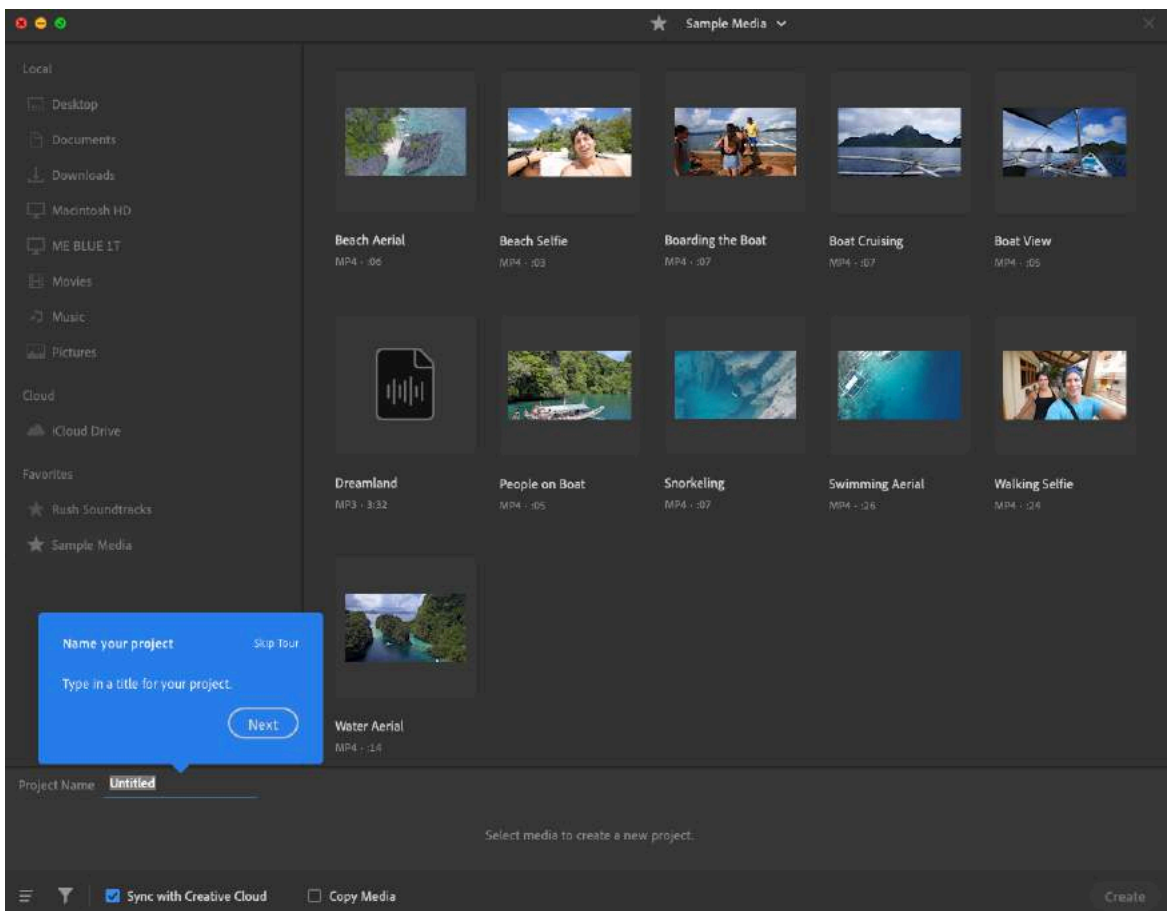 Sample Media
Local
Desktop
Documents
Downloads
Macintosh HD
ME BLUE 1T
Movies
Music
Pictures
Cloud
iCloud Drive
Favorites
Rush Soundtracks
Sample Media
Beach Aerial
MP4 - :06
Beach Selfie
MP4 - :03
Boarding the Boat
MP4 - :07
Boat Cruising
MP4 - :07
Boat View
MP4 - :05
Dreamland
MP3 - 3:32
People on Boat
MP4 - :05
Snorkeling
MP4 - :07
Swimming Aerial
MP4 - :26
Walking Selfie
MP4 - :24
Water Aerial
MP4 - :14
Name your project
Skip Tour
Type in a title for your project.
Next
Project Name Untitled
Select media to create a new project.
Sync with Creative Cloud
Copy Media
Create